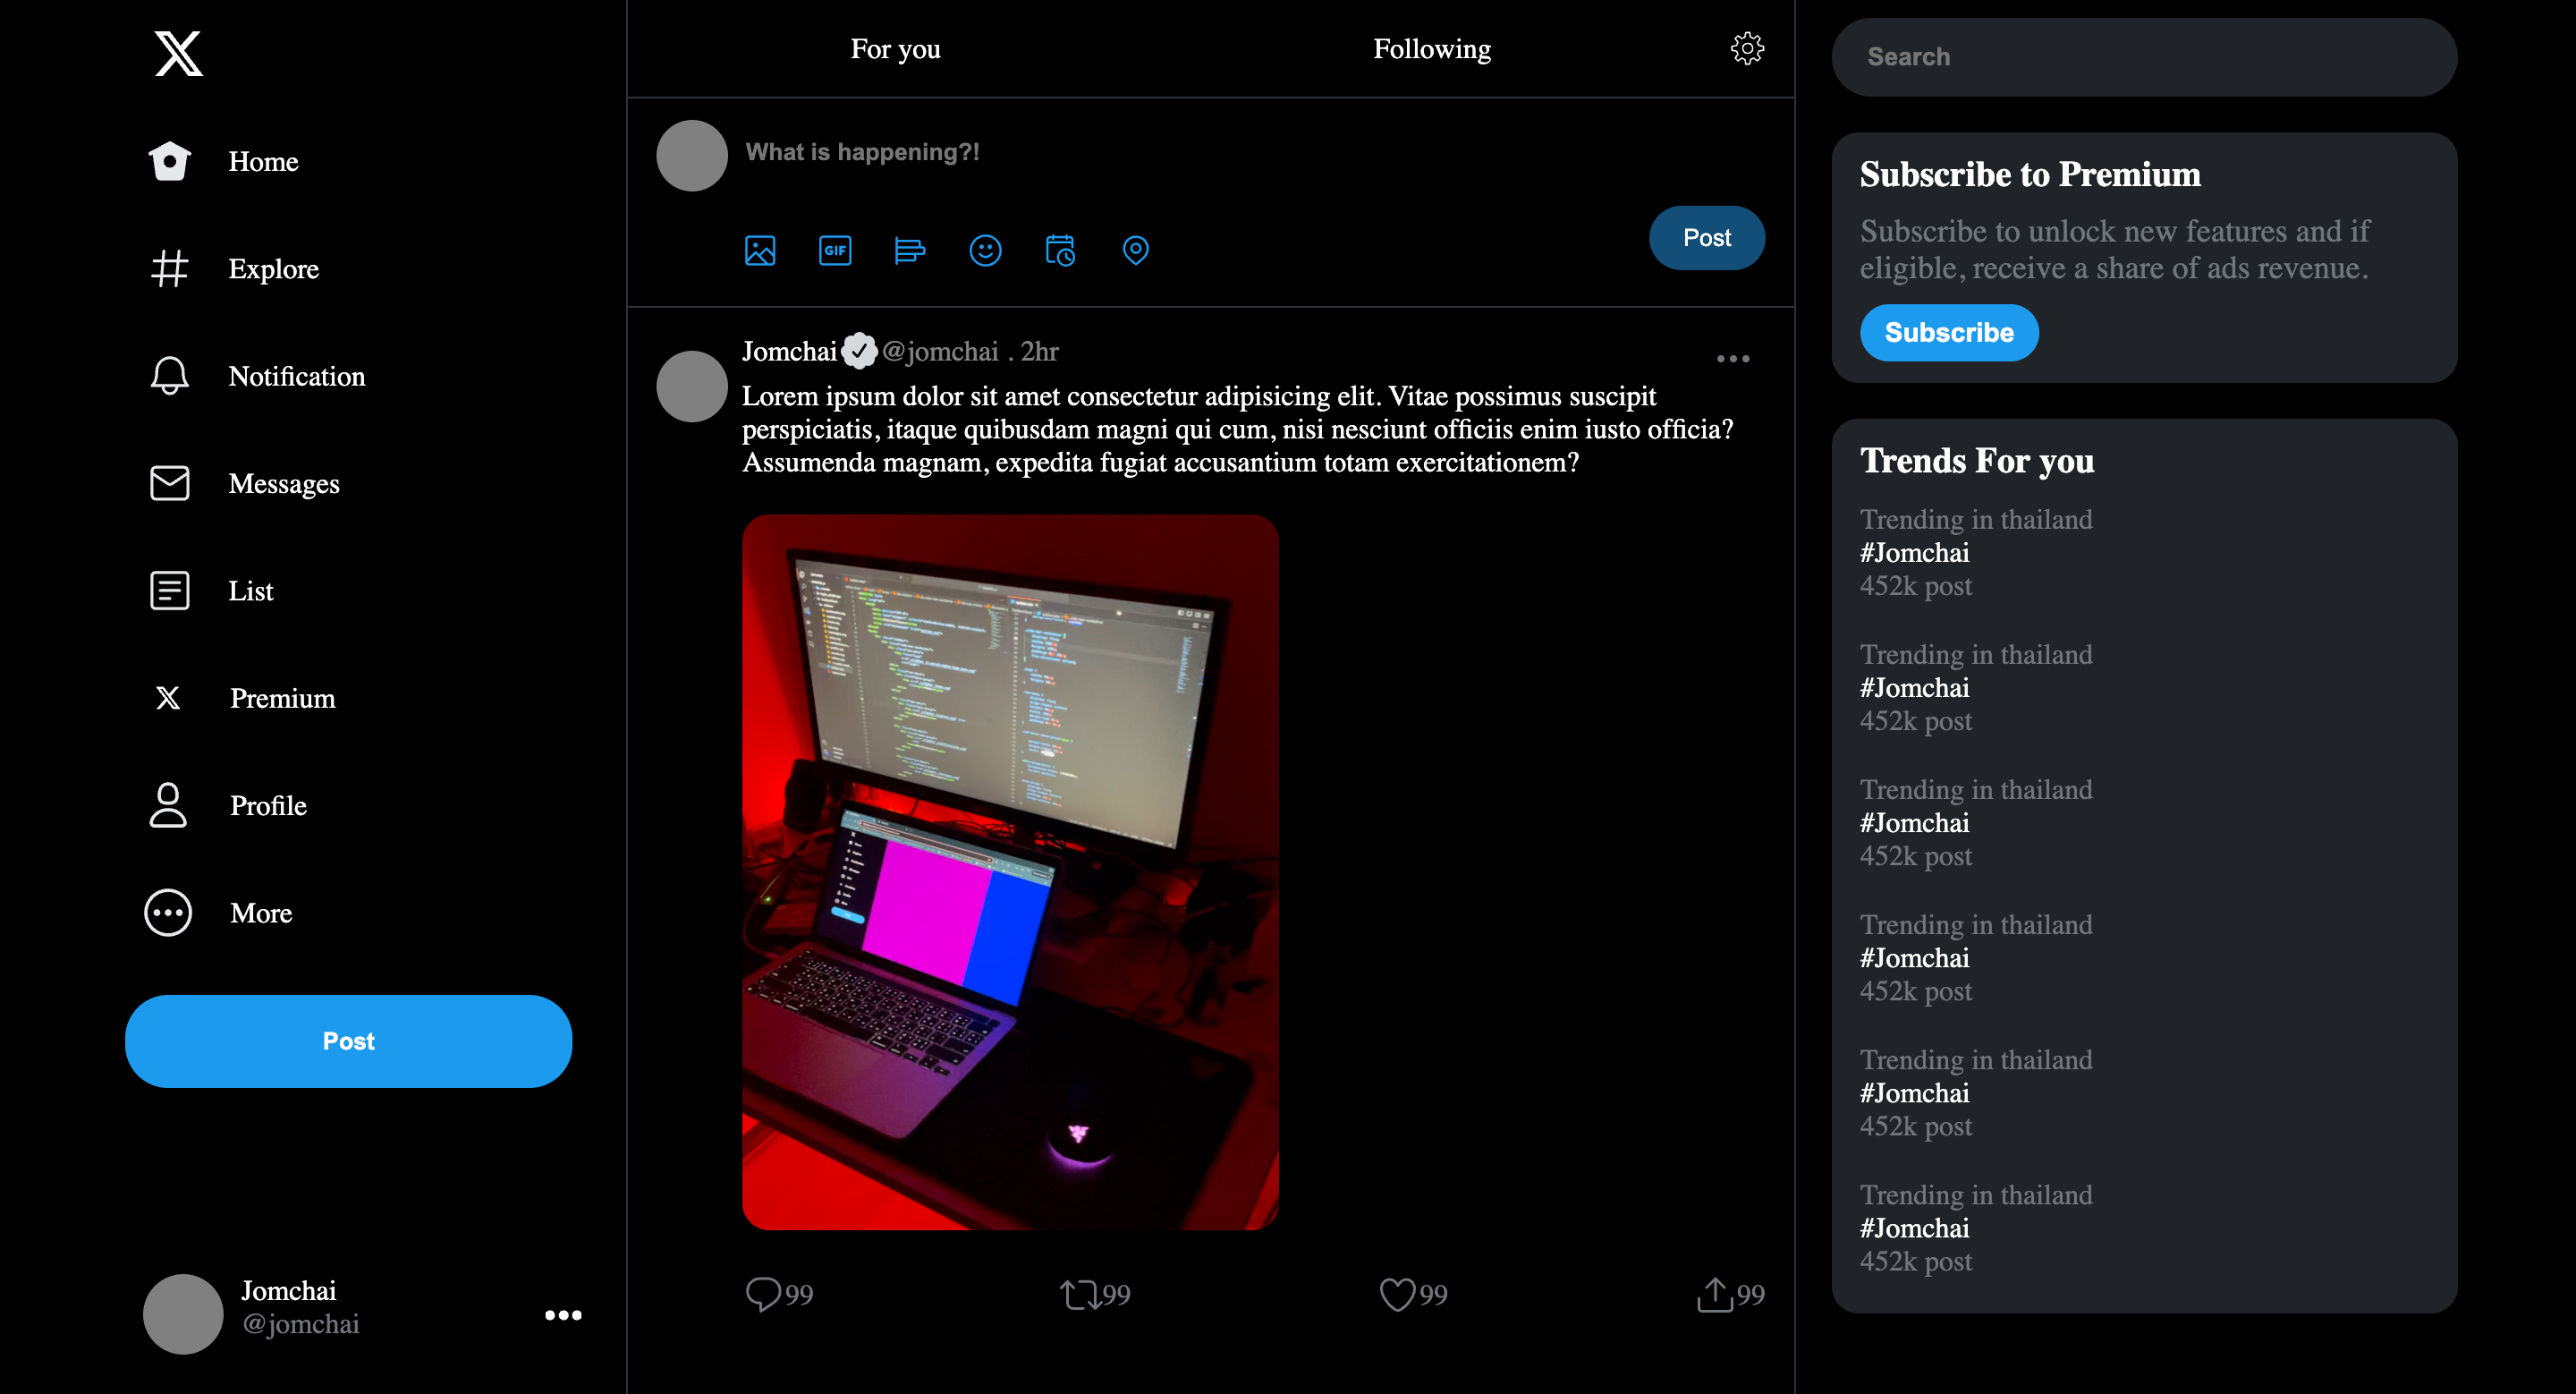 Home
Explore
Notification
Messages
List
Premium
Profile
More
Post
Jomchai
@jomchai
For you
Following
What is happening?!
GIF
Post
Jomchai @jomchai . 2hr
Lorem ipsum dolor sit amet consectetur adipisicing elit. Vitae possimus suscipit
perspiciatis, itaque quibusdam magni qui cum, nisi nesciunt officiis enim iusto officia?
Assumenda magnam, expedita fugiat accusantium totam exercitationem?
99
99
99
99
Search
Subscribe to Premium
Subscribe to unlock new features and if
eligible, receive a share of ads revenue.
Subscribe
Trends For you
Trending in thailand
#Jomchai
452k post
Trending in thailand
#Jomchai
452k post
Trending in thailand
#Jomchai
452k post
Trending in thailand
#Jomchai
452k post
Trending in thailand
#Jomchai
452k post
Trending in thailand
#Jomchai
452k post